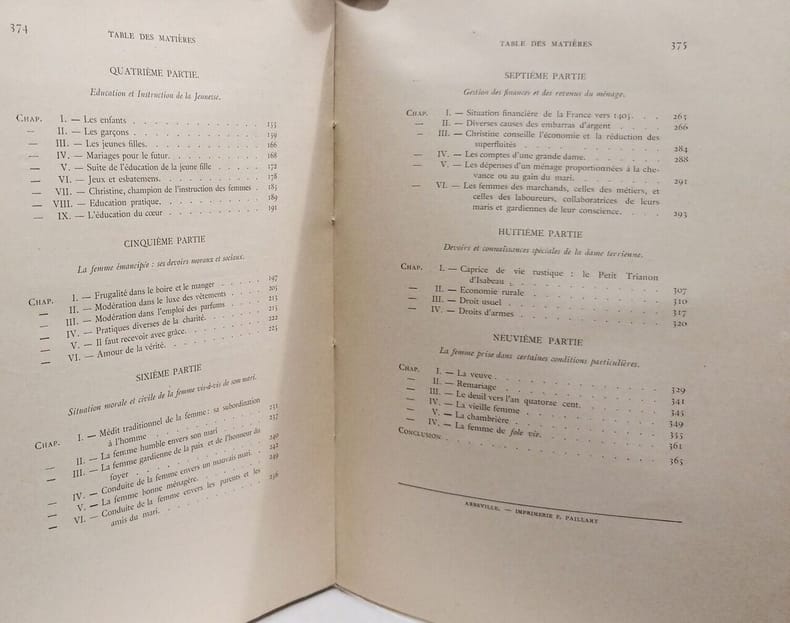 374
TABLE DES MATIÈRES
QUATRIÈME PARTIE.
Education et Instruction de la Jeunesse.
CHAP. I. — Les enfants . . . . . . . . . . . . 155
— II. — Les garçons . . . . . . . . . . . . 159
— III. — Les jeunes filles. . . . . . . . . . . . 166
— IV. — Mariages pour le futur. . . . . . . . . . 168
— V. — Suite de l'éducation de la jeune fille . . . . . . 172
— VI. — Jeux et esbatemens. . . . . . . . . . . 178
— VII. — Christine, champion de l'instruction des femmes . 185
— VIII. — Education pratique. . . . . . . . . . . 189
— IX. — L'éducation du cœur . . . . . . . . . . 191
CINQUIÈME PARTIE
La femme émancipée : ses devoirs moraux et sociaux.
CHAP. I. — Frugalité dans le boire et le manger . . . . . 197
— II. — Modération dans le luxe des vêtements . . . . 205
— III. — Modération dans l'emploi des parfums . . . . 213
— IV. — Pratiques diverses de la charité. . . . . . . 215
— V. — Il faut recevoir avec grâce. . . . . . . . . 222
— VI. — Amour de la vérité. . . . . . . . . . . 225
SIXIÈME PARTIE
Situation morale et civile de la femme vis-à-vis de son mari.
CHAP. I. — Médit traditionnel de la femme : sa subordination
à l'homme . . . . . . . . . . . . 231
— II. — La femme humble envers son mari . . . . . 237
— III. — La femme gardienne de la paix et de l'honneur du
foyer . . . . . . . . . . . . 240
— IV. — Conduite de la femme envers un mauvais mari. . 242
— V. — La femme bonne ménagère. . . . . . . . 249
— VI. — Conduite de la femme envers les parents et les
amis du mari. . . . . . . . . . . 256
TABLE DES MATIÈRES
375
SEPTIÈME PARTIE
Gestion des finances et des revenus du ménage.
CHAP. I. — Situation financière de la France vers 1405. . . . 265
— II. — Diverses causes des embarras d'argent . . . . . 266
— III. — Christine conseille l'économie et la réduction des
superfluités . . . . . . . . . . . . 284
— IV. — Les comptes d'une grande dame. . . . . . . 288
— V. — Les dépenses d'un ménage proportionnées à la che-
vance ou au gain du mari. . . . . . . . . 291
— VI. — Les femmes des marchands, celles des métiers, et
celles des laboureurs, collaboratrices de leurs
maris et gardiennes de leur conscience. . . . . 293
HUITIÈME PARTIE
Devoirs et connaissances spéciales de la dame terrienne.
CHAP. I. — Caprice de vie rustique : le Petit Trianon
d'Isabeau . . . . . . . . . . . . 307
— II. — Economie rurale . . . . . . . . . . . 310
— III. — Droit usuel . . . . . . . . . . . . 317
— IV. — Droits d'armes . . . . . . . . . . . 320
NEUVIÈME PARTIE
La femme prise dans certaines conditions particulières.
CHAP. I. — La veuve . . . . . . . . . . . . 329
— II. — Remariage . . . . . . . . . . . . 341
— III. — Le deuil vers l'an quatorze cent. . . . . . . 345
— IV. — La vieille femme . . . . . . . . . . . 349
— V. — La chambrière . . . . . . . . . . . 355
— IV. — La femme de fole vie. . . . . . . . . . 361
CONCLUSION. . . . . . . . . . . . . . . 365
ABBEVILLE. — IMPRIMERIE F. PAILLART